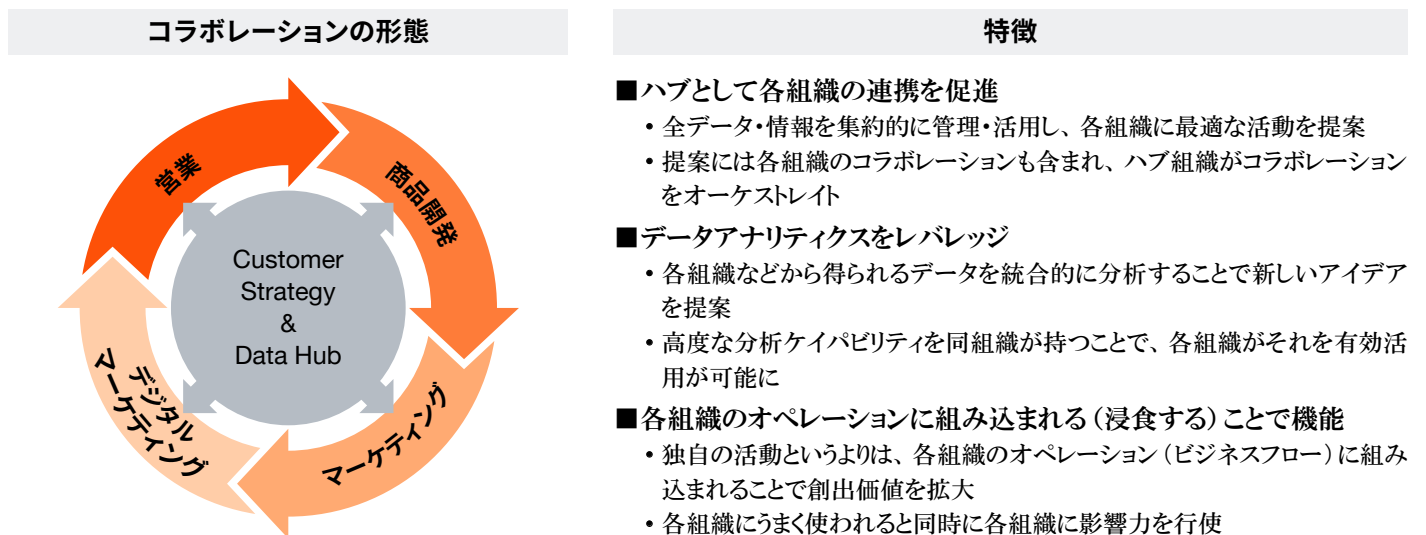 コラボレーションの形態
営業
商品開発
マーケティング
デジタル
マーケティング
Customer
Strategy
&
Data Hub
特徴
■ハブとして各組織の連携を促進
・全データ・情報を集約的に管理・活用し、各組織に最適な活動を提案
・提案には各組織のコラボレーションも含まれ、ハブ組織がコラボレーション
をオーケストレイト
■データアナリティクスをレバレッジ
・各組織などから得られるデータを統合的に分析することで新しいアイデア
を提案
・高度な分析ケイパビリティを同組織が持つことで、各組織がそれを有効活
用が可能に
■各組織のオペレーションに組み込まれる（浸食する）ことで機能
・独自の活動というよりは、各組織のオペレーション（ビジネスフロー）に組み
込まれることで創出価値を拡大
・各組織にうまく使われると同時に各組織に影響力を行使